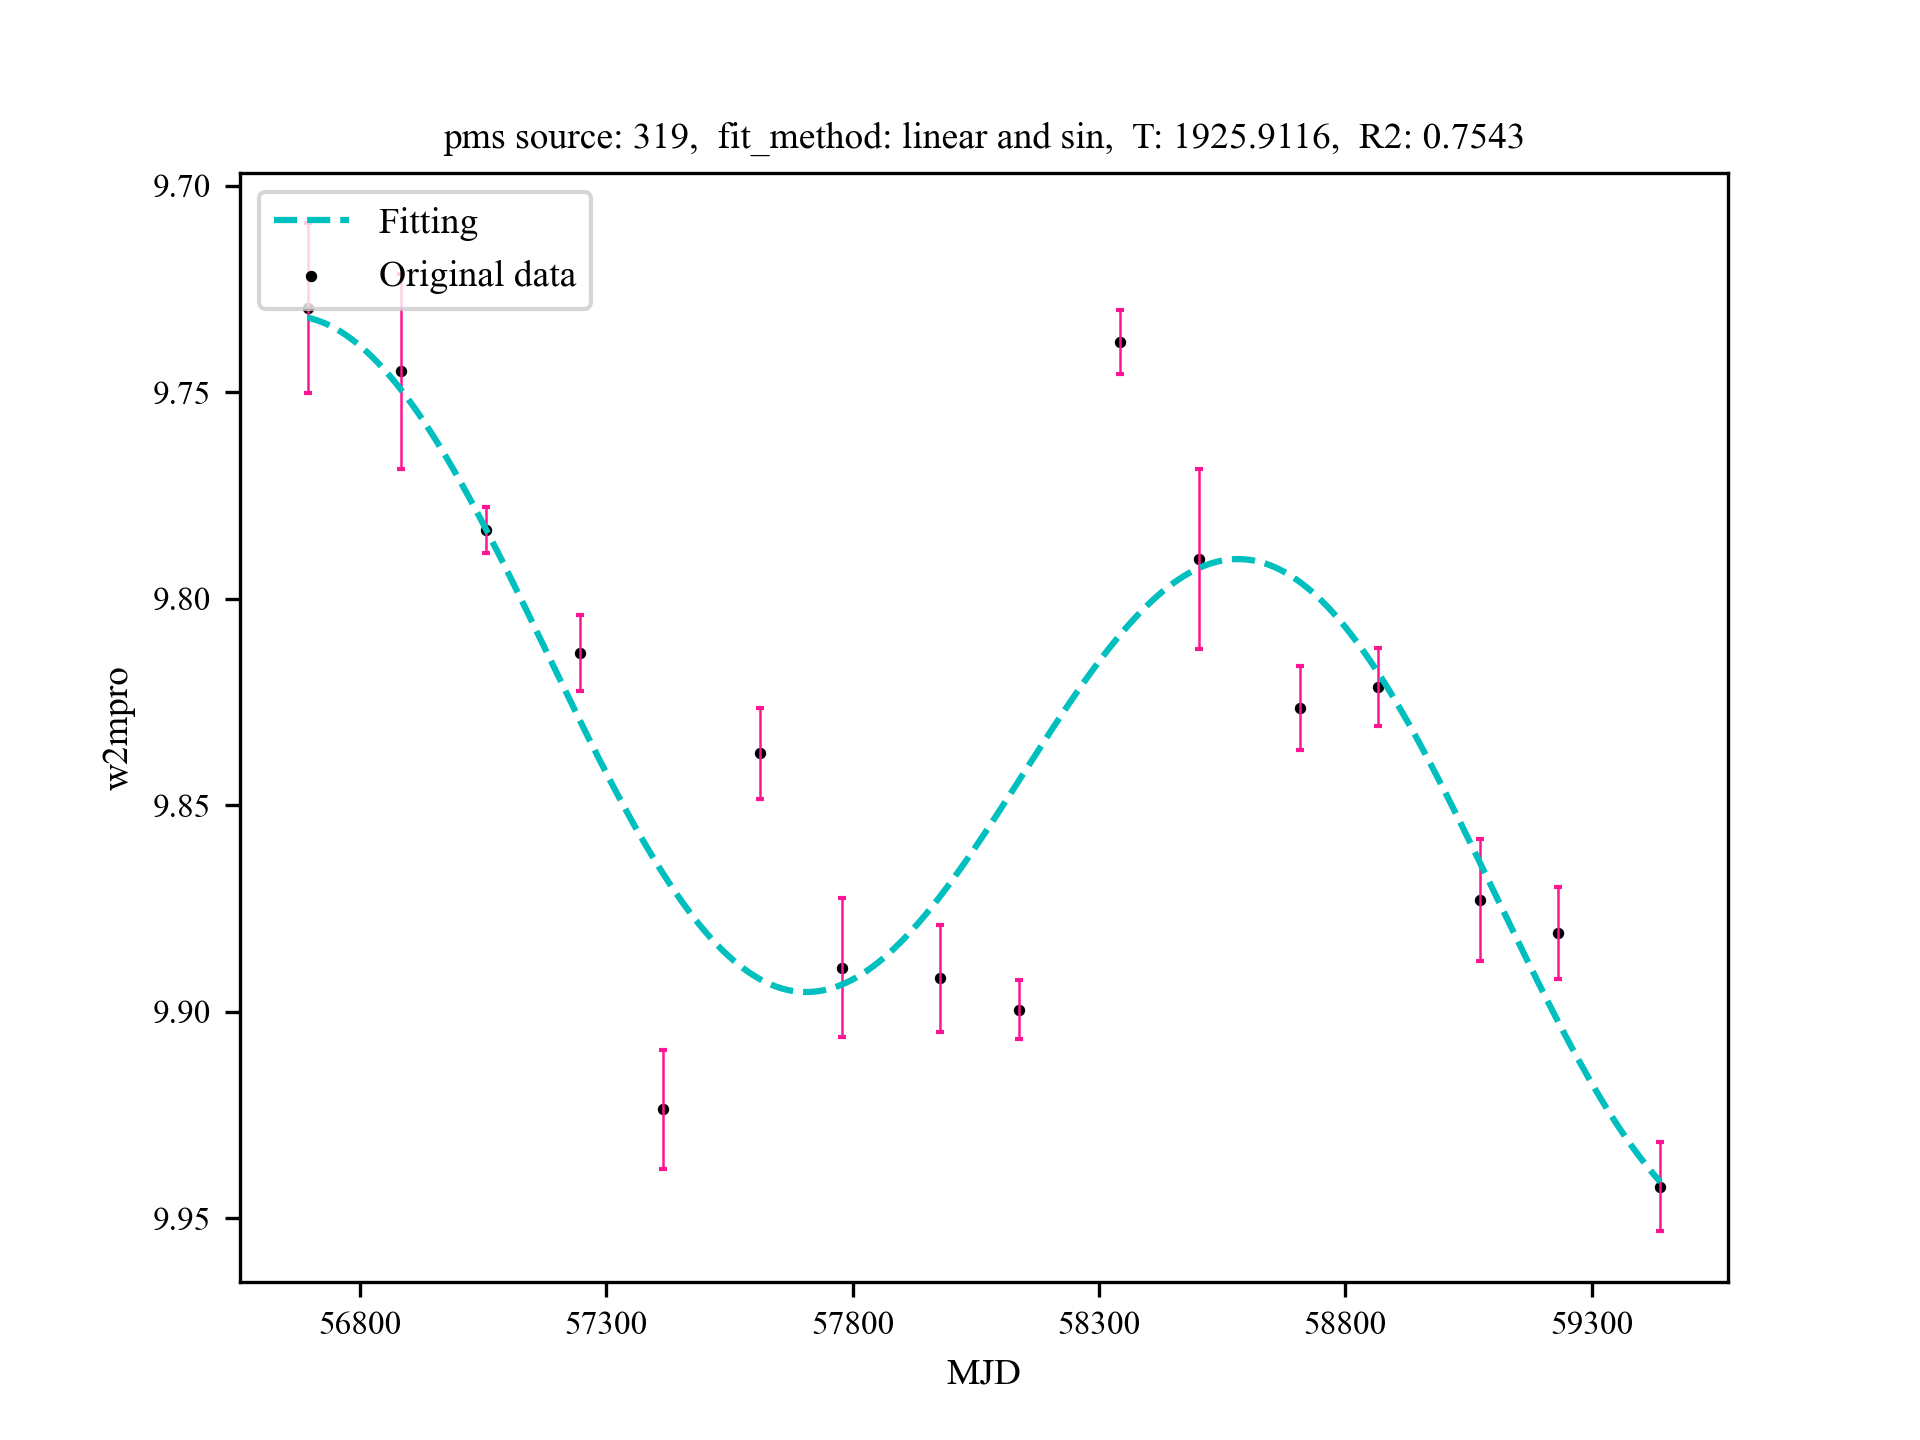 pms source: 319, fit_method: linear and sin, T: 1925.9116, R2: 0.7543
Fitting
Original data
9.70
9.75
9.80
9.85
9.90
9.95
w2mpro
56800 57300 57800 58300 58800 59300
MJD